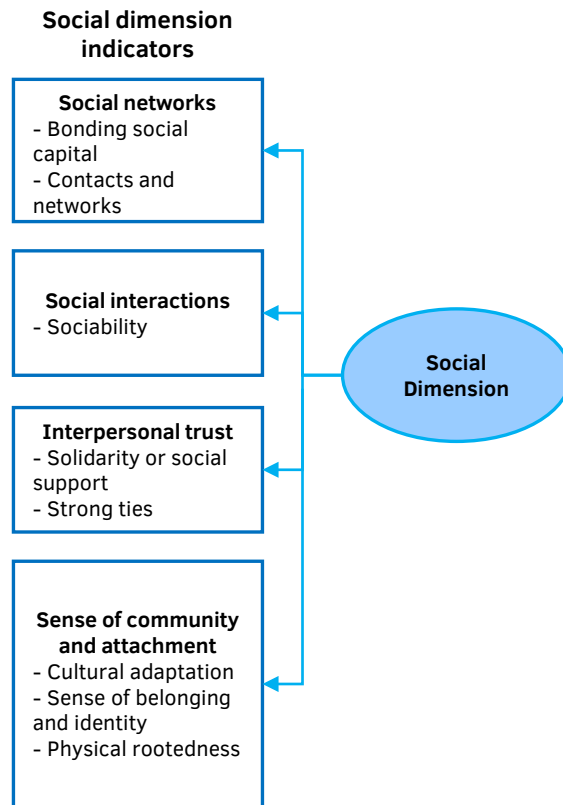 Social dimension
indicators
Social networks
- Bonding social
capital
- Contacts and
networks
Social interactions
- Sociability
Interpersonal trust
- Solidarity or social
support
- Strong ties
Sense of community
and attachment
- Cultural adaptation
- Sense of belonging
and identity
- Physical rootedness
Social
Dimension